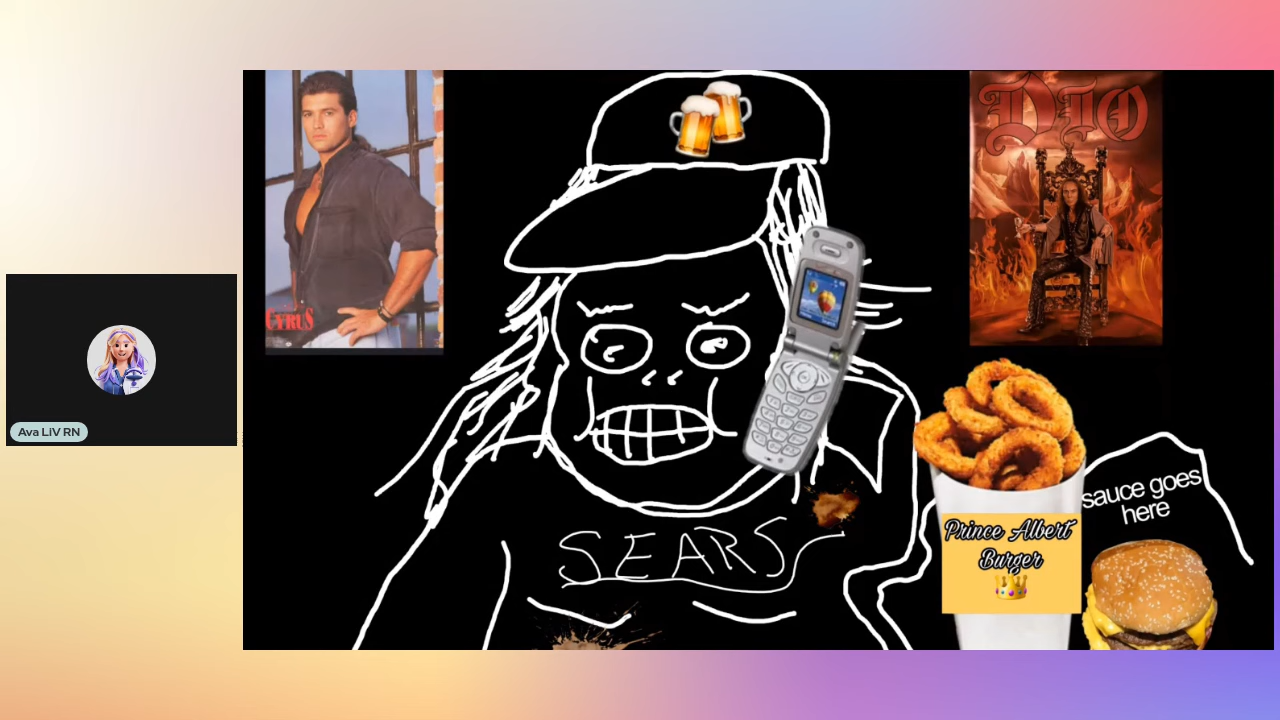 CYRUS
DIO
SEARS
sauce goes
here
Prince Albert
Burger
Ava LiV RN